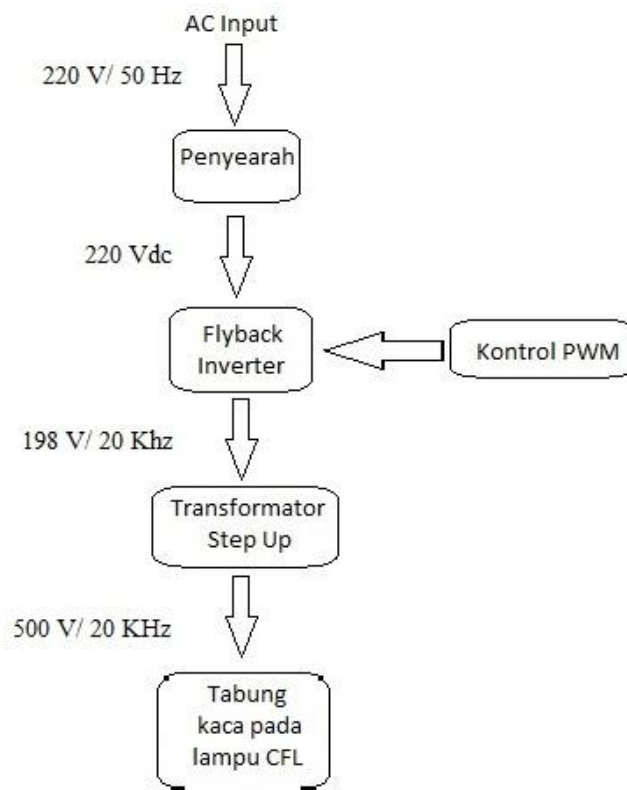 AC Input
220 V/ 50 Hz
Penyearah
220 Vdc
Flyback
Inverter
Kontrol PWM
198 V/ 20 Khz
Transformator
Step Up
500 V/ 20 KHz
Tabung
kaca pada
lampu CFL